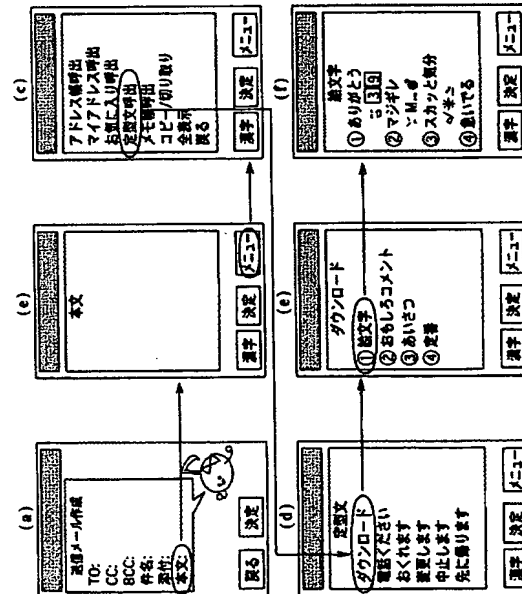 (a)
送信メール作成
TO:
CC:
BCC:
件名:
添付:
本文:
戻る 決定
(e)
本文
漢字 決定 メニュー
(c)
アドレス帳呼出
マイアドレス呼出
お気に入り呼出
定型文呼出
メモ帳呼出
コピー/切り取り
全表示
戻る
漢字 決定 メニュー
(d)
定型文
ダウンロード
電話ください
おくれます
変更します
中止します
先に帰ります
漢字 決定 メニュー
(e)
ダウンロード
① 絵文字
② おもしろコメント
③ あいさつ
④ 定番
漢字 決定 メニュー
(f)
絵文字
① ありがとう
39
② マジギレ
③ スカッと気分
④ 急いでる
漢字 決定 メニュー